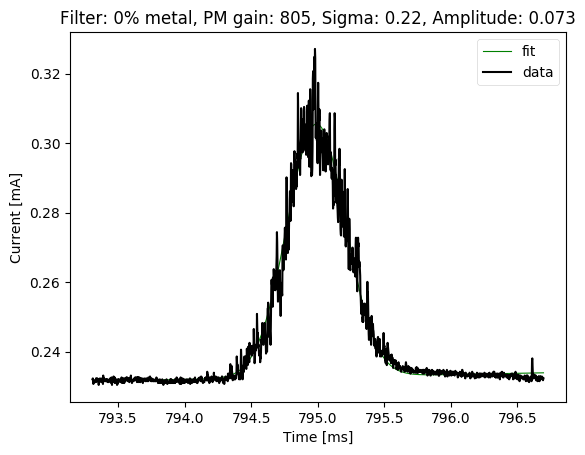 Filter: 0% metal, PM gain: 805, Sigma: 0.22, Amplitude: 0.073
fit
data
0.32
0.30
0.28
0.26
0.24
Current [mA]
793.5 794.0 794.5 795.0 795.5 796.0 796.5
Time [ms]